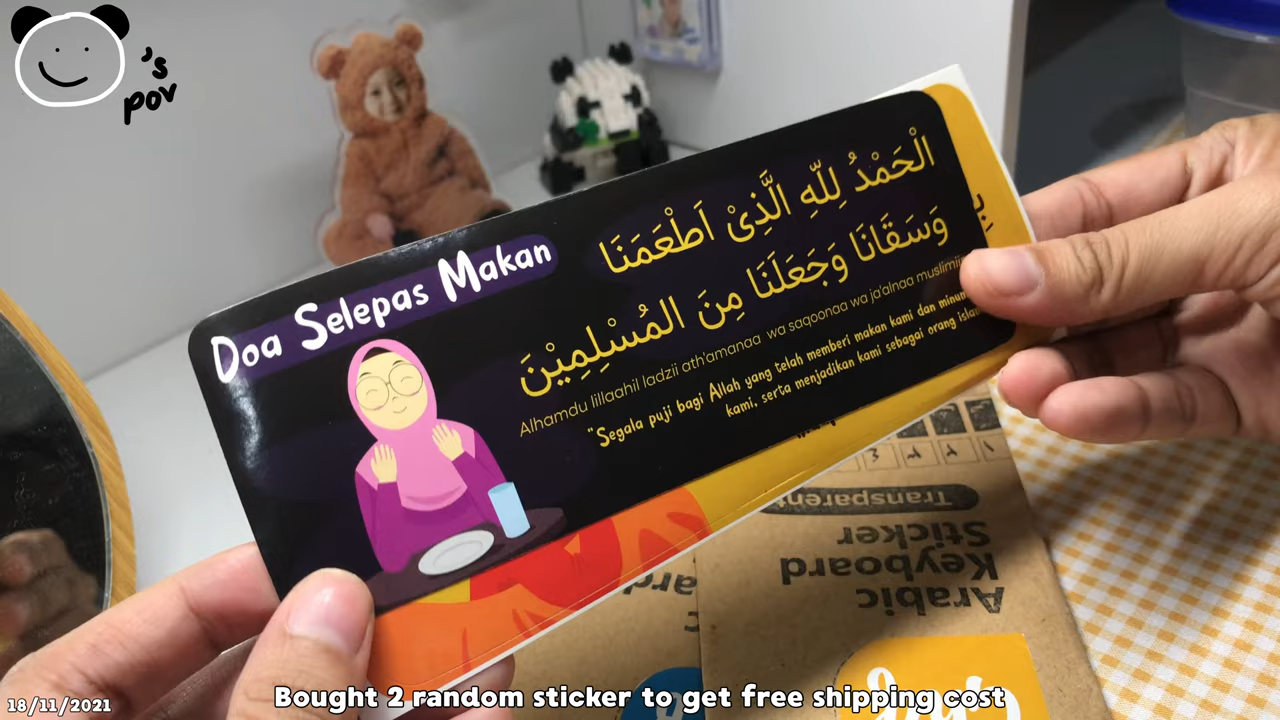 's
pov
Doa Selepas Makan
الْحَمْدُ لِلّٰهِ الَّذِىْ اَطْعَمَنَا
وَسَقَانَا وَجَعَلَنَا مِنَ المُسْلِمِيْنَ
Alhamdu lillaahil ladzii ath'amanaa wa saqoonaa wa ja'alnaa
"Segala puji bagi Allah yang telah memberi makan kami dan
kami, serta menjadikan kami sebagai orang
Transparent
Sticker
Keyboard
Arabic
18/11/2021
Bought 2 random sticker to get free shipping cost